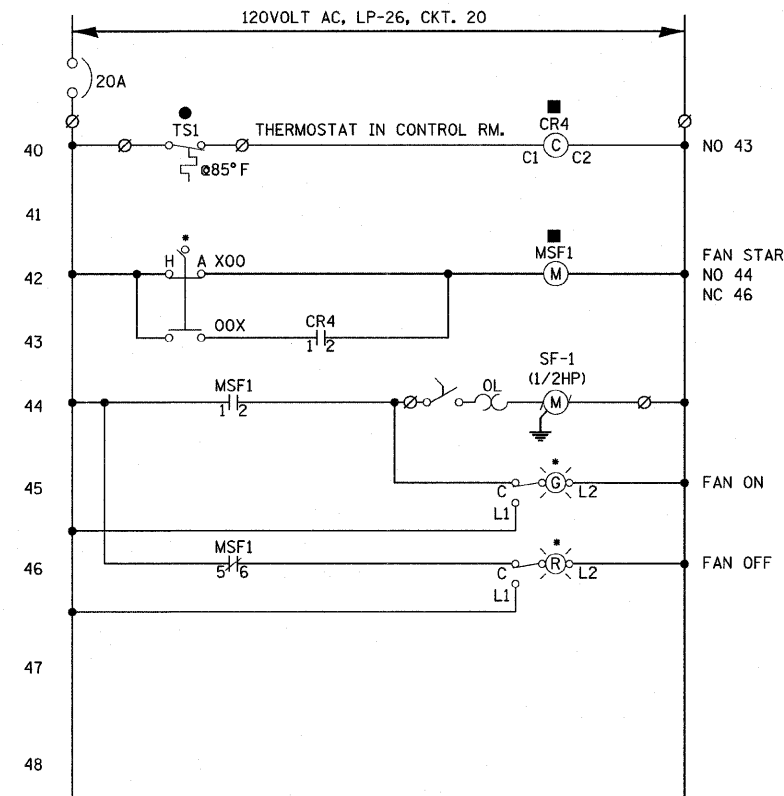 120VOLT AC, LP-26, CKT. 20
20A
TS1
THERMOSTAT IN CONTROL RM.
CR4
40
C1 C C2
NO 43
@85°F
41
*
MSF1
FAN STAR
42
H A X00
M
NO 44
NC 46
00X
CR4
43
1 2
SF-1
(1/2HP)
MSF1
OL
44
1 2
M
*
45
C
G
L2
FAN ON
L1
MSF1
*
46
5 6
C
R
L2
FAN OFF
L1
47
48